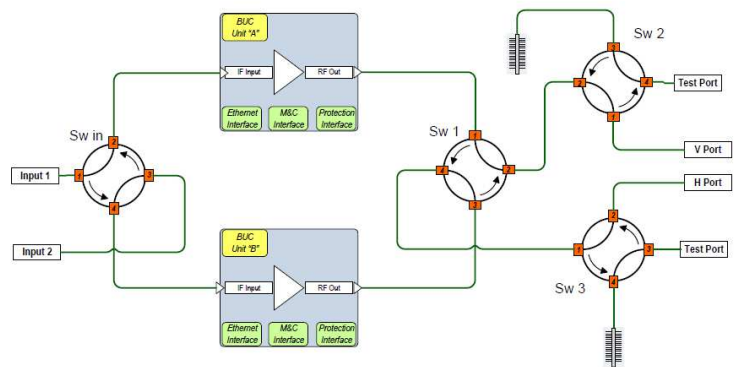 BUC
Unit "A"
IF Input
RF Out
Ethernet
Interface
M&C
Interface
Protection
Interface
Sw 2
3
2
4
1
Test Port
V Port
Sw in
2
1
3
4
Input 1
Input 2
Sw 1
1
4
2
3
H Port
2
1
3
4
Test Port
Sw 3
BUC
Unit "B"
IF Input
RF Out
Ethernet
Interface
M&C
Interface
Protection
Interface